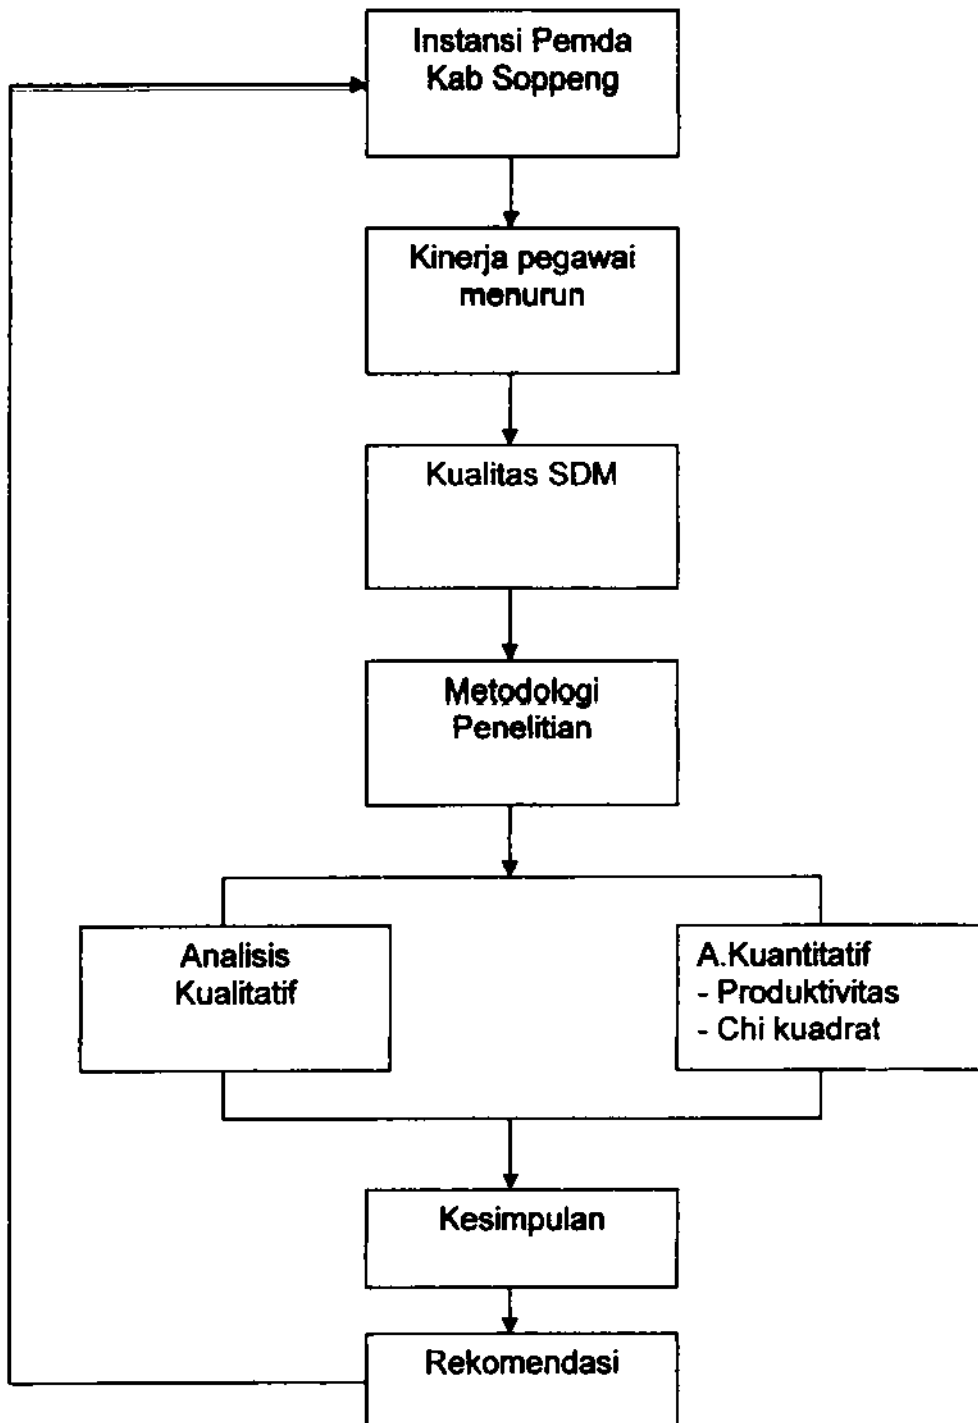 Instansi Pemda
Kab Soppeng
Kinerja pegawai
menurun
Kualitas SDM
Metodologi
Penelitian
Analisis
Kualitatif
A.Kuantitatif
- Produktivitas
- Chi kuadrat
Kesimpulan
Rekomendasi